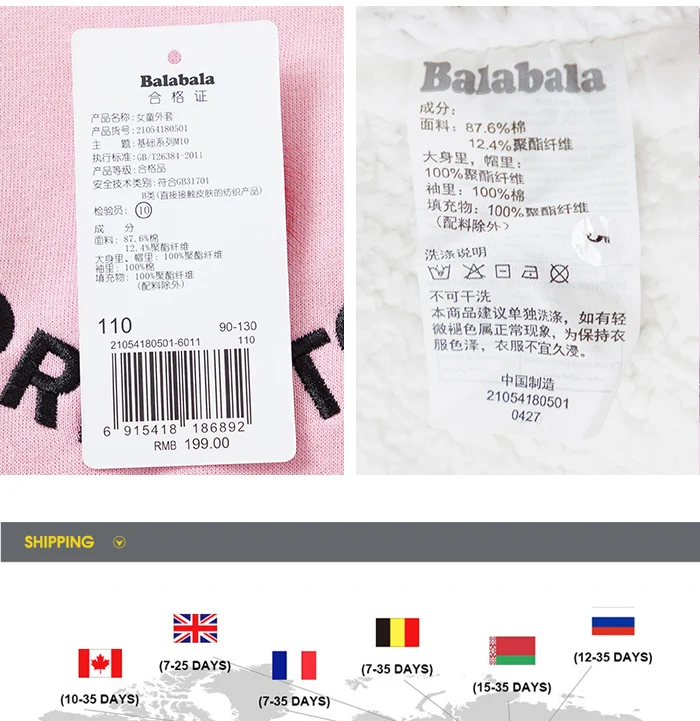 Balabala
合格证
产品名称: 女童外套
产品货号: 21054180501
主 题: 基础系列M10
执行标准: GB/T26384-2011
产品等级: 合格品
安全技术类别: 符合GB31701
B类(直接接触皮肤的纺织产品)
检验员: 10
成 分
面料: 87.6%棉
12.4%聚酯纤维
大身里, 帽里: 100%聚酯纤维
袖里: 100%棉
填充物: 100%聚酯纤维
(配料除外)
110 90-130
21054180501-6011 110
6 915418 186892
RMB 199.00
Balabala
成分:
面料: 87.6%棉
12.4%聚酯纤维
大身里, 帽里:
100%聚酯纤维
袖里: 100%棉
填充物: 100%聚酯纤维
(配料除外)
洗涤说明
不可干洗
本商品建议单独洗涤, 如有轻
微褪色属正常现象, 为保持衣
服色泽, 衣服不宜久浸。
中国制造
21054180501
0427
SHIPPING
(7-25 DAYS)
(7-35 DAYS)
(12-35 DAYS)
(10-35 DAYS)
(7-35 DAYS)
(15-35 DAYS)